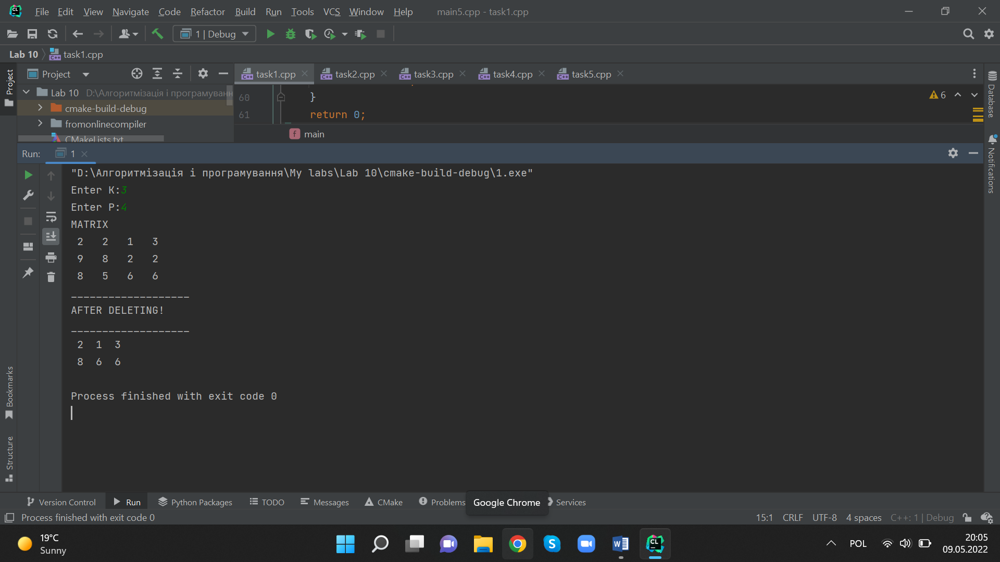 File Edit View Navigate Code Refactor Build Run Tools VCS Window Help main5.cpp - task1.cpp
1 | Debug
Lab 10 task1.cpp
Project
Project
task1.cpp task2.cpp task3.cpp task4.cpp task5.cpp
Lab 10 D:\Алгоритмізація і програмуванн
cmake-build-debug
fromonlinecompiler
CMakeLists.txt
60 }
61 return 0;
6
main
Database
Notifications
Run: 1
"D:\Алгоритмізація і програмування\My labs\Lab 10\cmake-build-debug\1.exe"
Enter K:3
Enter P:4
MATRIX
2 2 1 3
9 8 2 2
8 5 6 6
___________________
AFTER DELETING!
___________________
2 1 3
8 6 6
Process finished with exit code 0
Bookmarks
Structure
Version Control Run Python Packages TODO Messages CMake Problems Google Chrome Services
Process finished with exit code 0 15:1 CRLF UTF-8 4 spaces C++: 1 | Debug
19°C
Sunny
POL
20:05
09.05.2022